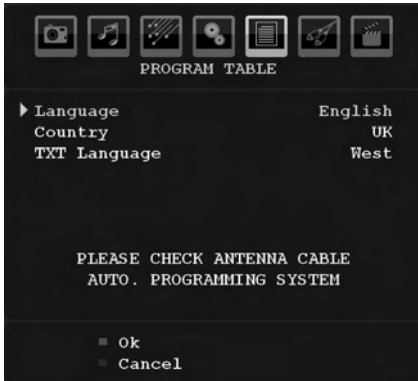 PROGRAM TABLE
Language English
Country UK
TXT Language West
PLEASE CHECK ANTENNA CABLE
AUTO. PROGRAMMING SYSTEM
Ok
Cancel